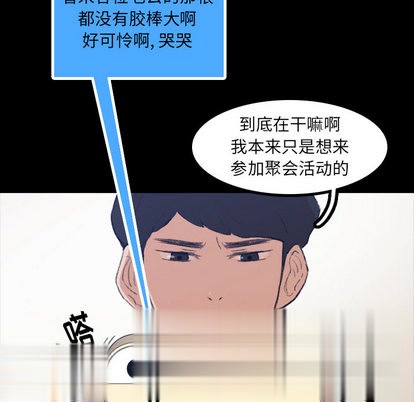 都没有胶棒大啊
好可怜啊, 哭哭
到底在干嘛啊
我本来只是想来
参加聚会活动的